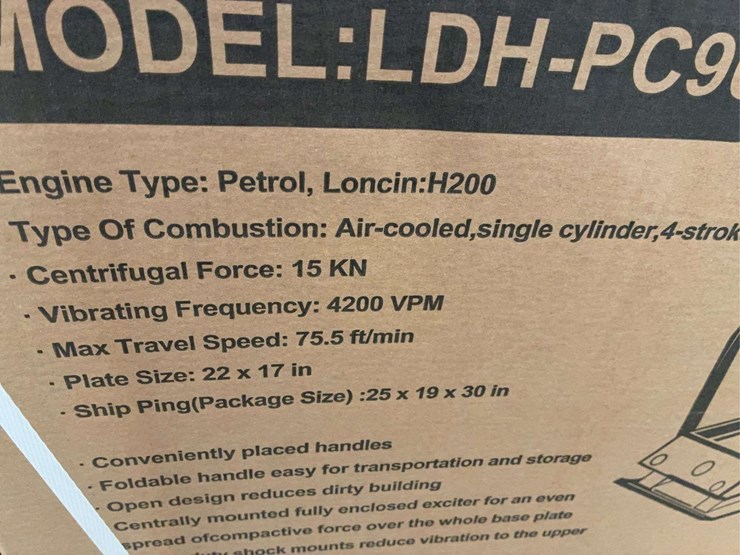 MODEL:LDH-PC9
Engine Type: Petrol, Loncin:H200
Type Of Combustion: Air-cooled,single cylinder,4-strok
· Centrifugal Force: 15 KN
· Vibrating Frequency: 4200 VPM
· Max Travel Speed: 75.5 ft/min
· Plate Size: 22 x 17 in
· Ship Ping(Package Size) :25 x 19 x 30 in
· Conveniently placed handles
· Foldable handle easy for transportation and storage
Open design reduces dirty building
Centrally mounted fully enclosed exciter for an even
spread ofcompactive force over the whole base plate
shock mounts reduce vibration to the upper